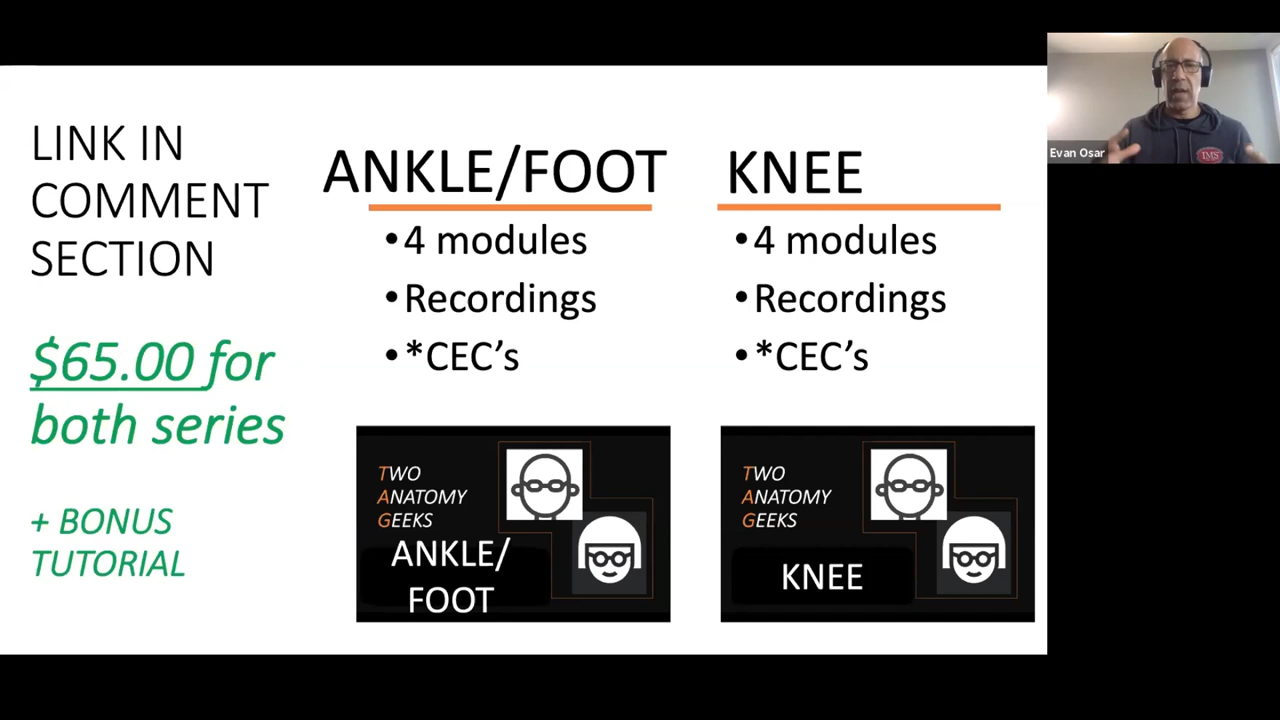 LINK IN
COMMENT
SECTION
$65.00 for
both series
+ BONUS
TUTORIAL
ANKLE/FOOT
•4 modules
•Recordings
•*CEC’s
KNEE
•4 modules
•Recordings
•*CEC’s
TWO
ANATOMY
GEEKS
ANKLE/
FOOT
TWO
ANATOMY
GEEKS
KNEE
Evan Osar
IMS